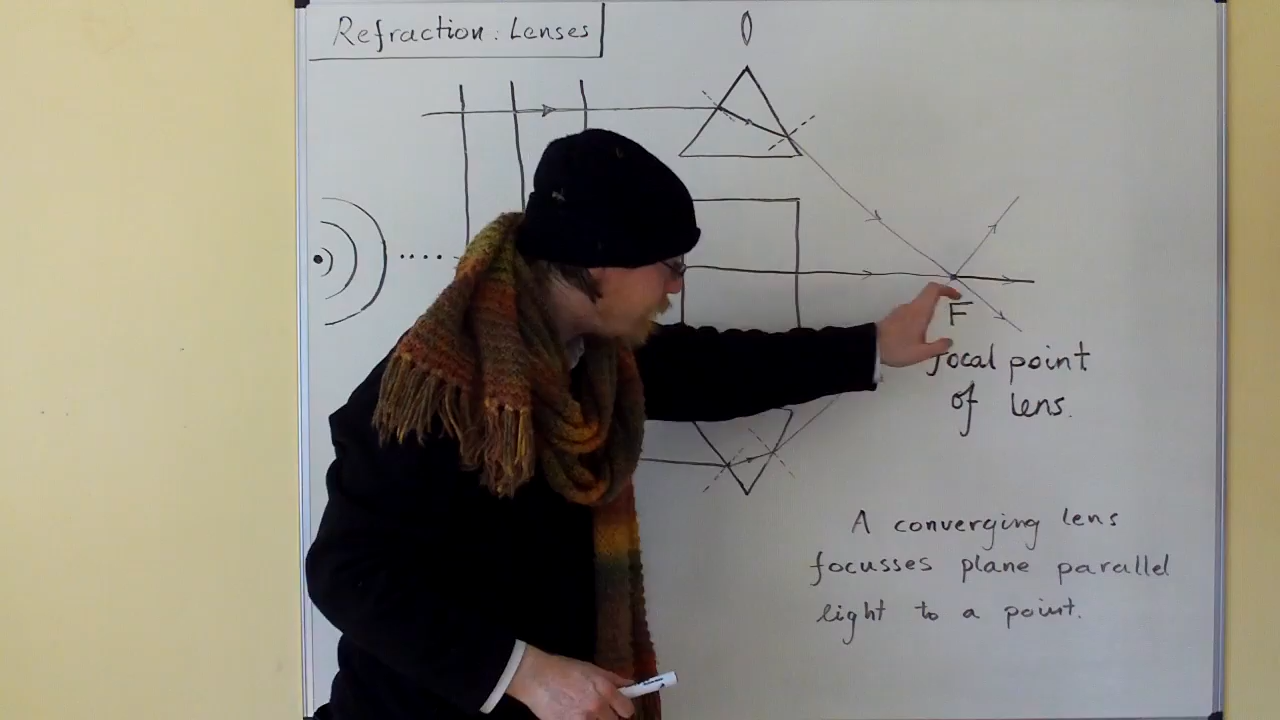 Refraction: Lenses
F
focal point
of lens.
A converging lens
focusses plane parallel
light to a point.